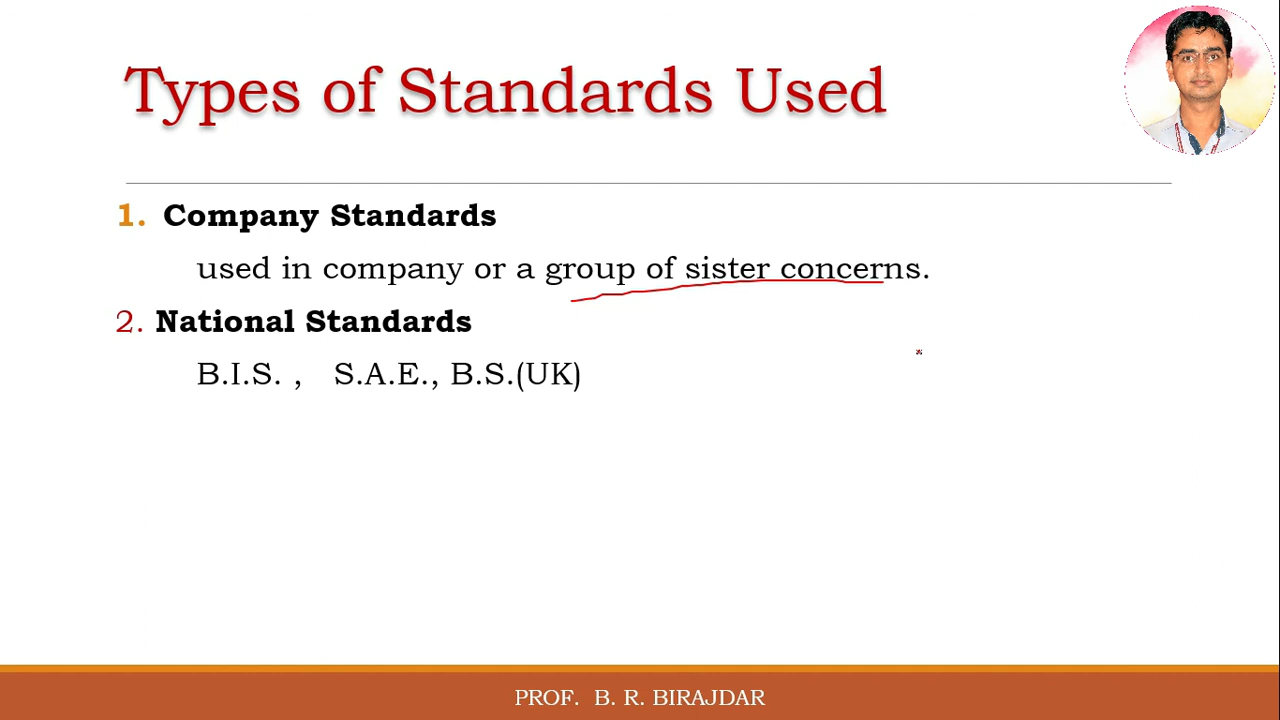 Types of Standards Used
1. Company Standards
used in company or a group of sister concerns.
2. National Standards
B.I.S. , S.A.E., B.S.(UK)
PROF. B. R. BIRAJDAR